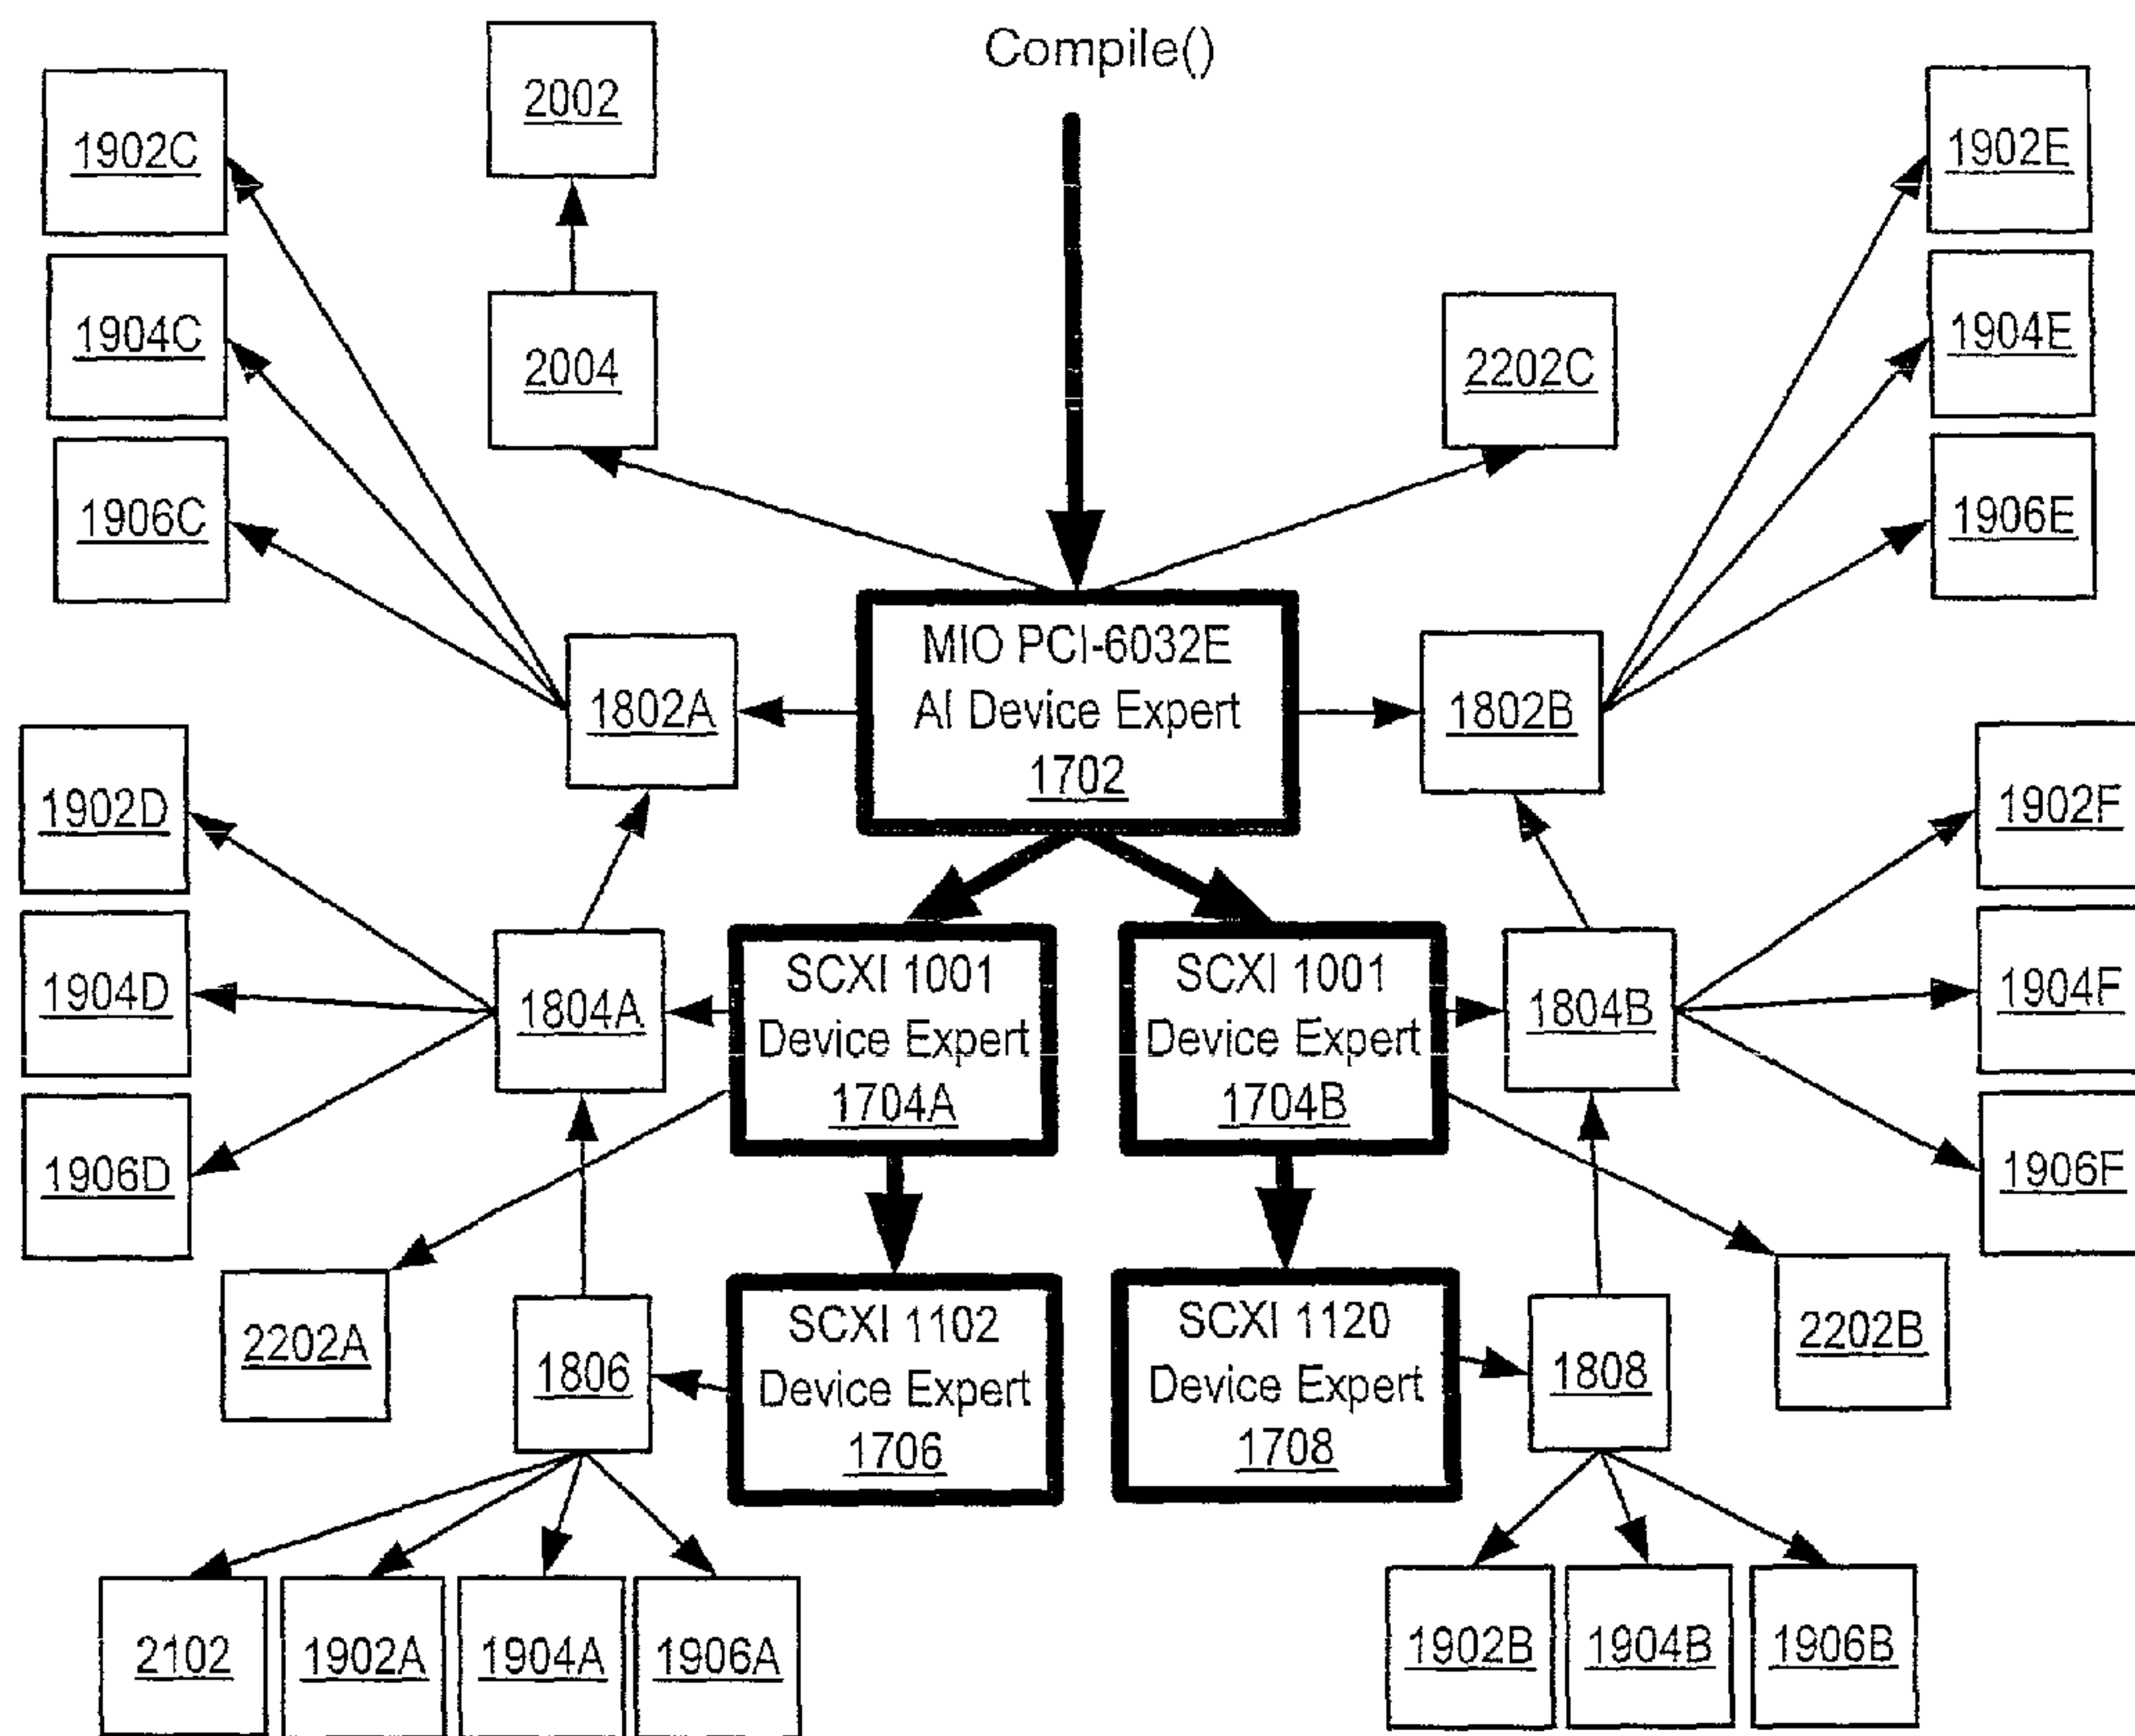 Compile()
2002
1902C
1902E
1904C
2004
2202C
1904E
1906C
1906E
MIO PCI-6032E
AI Device Expert
1702
1802A
1802B
1902D
1902F
1904D
1804A
SCXI 1001
Device Expert
1704A
SCXI 1001
Device Expert
1704B
1804B
1904F
1906D
1906F
2202A
1806
SCXI 1102
Device Expert
1706
SCXI 1120
Device Expert
1708
1808
2202B
2102
1902A
1904A
1906A
1902B
1904B
1906B